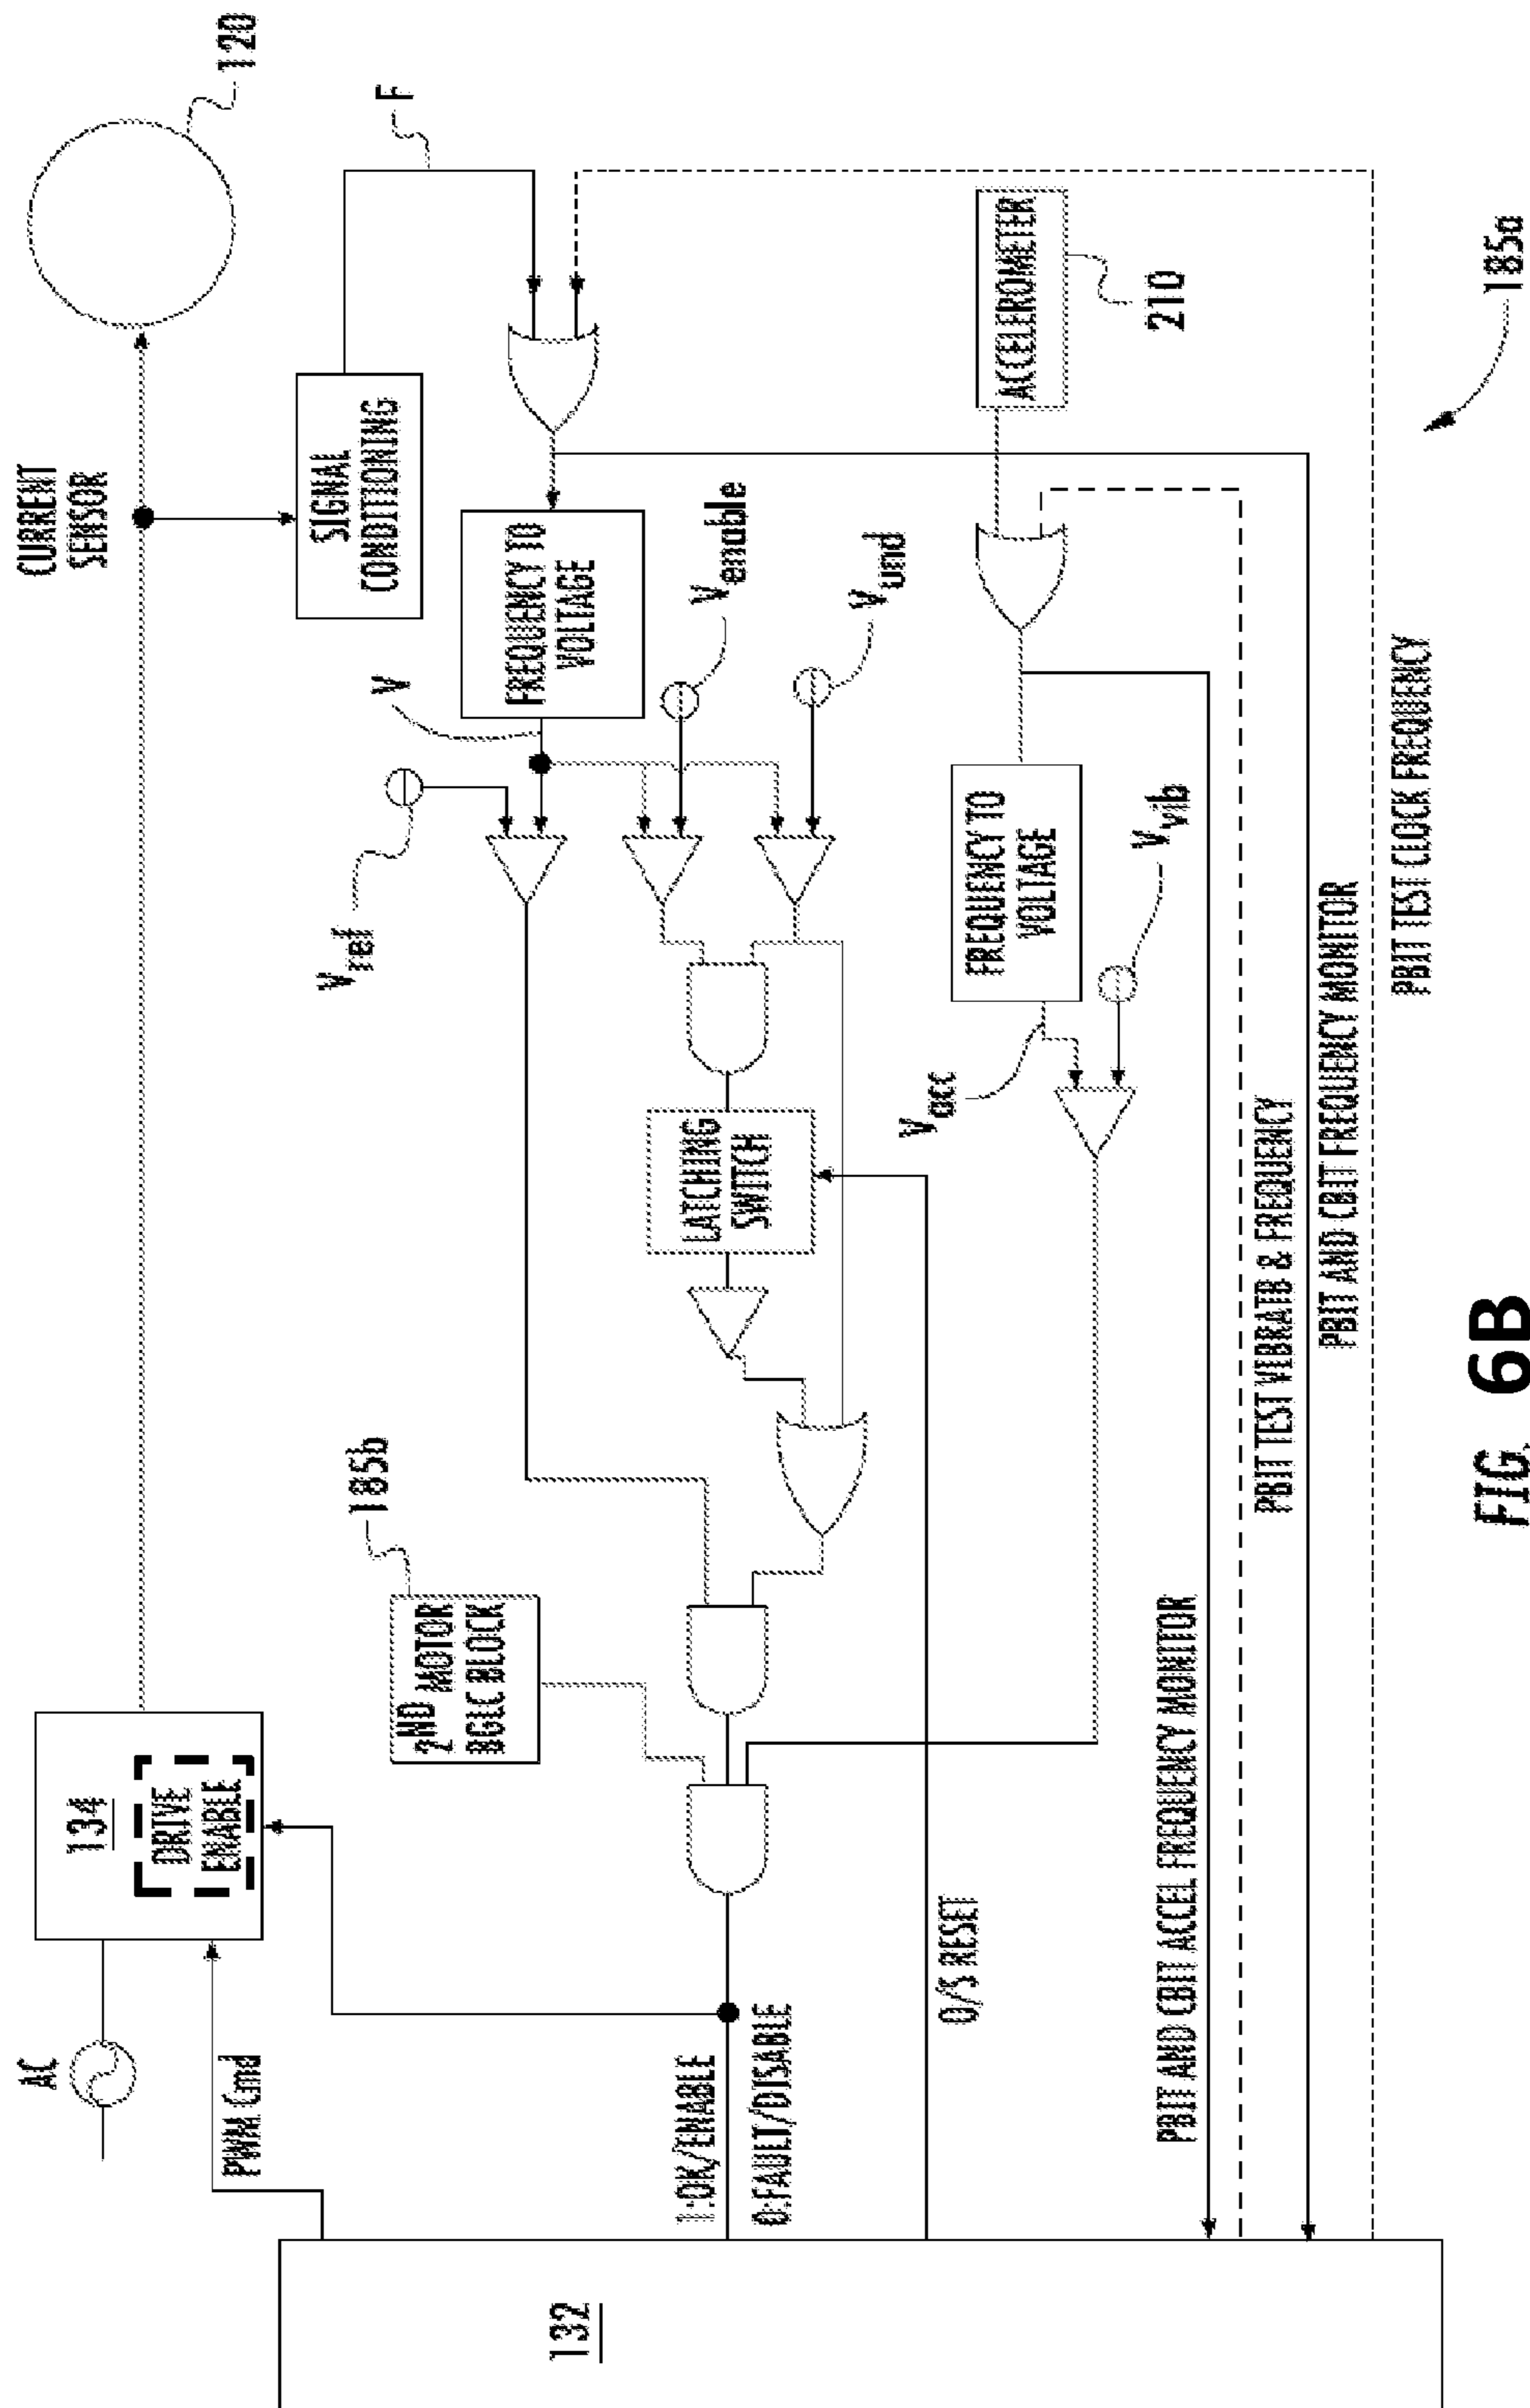 AC
134
DRIVE
ENABLE
PWM Cmd
CURRENT
SENSOR
120
SIGNAL
CONDITIONING
F
2ND MOTOR
BGLC BLOCK
185b
Vref
V
FREQUENCY TO
VOLTAGE
Venable
Vund
132
1:OK/ENABLE
0:FAULT/DISABLE
LATCHING
SWITCH
O/S RESET
Vacc
FREQUENCY TO
VOLTAGE
Vvib
ACCELEROMETER
210
PBIT AND CBIT ACCEL FREQUENCY MONITOR
PBIT TEST VIBRATB & FREQUENCY
PBIT AND CBIT FREQUENCY MONITOR
PBIT TEST CLOCK FREQUENCY
185a
FIG. 6B